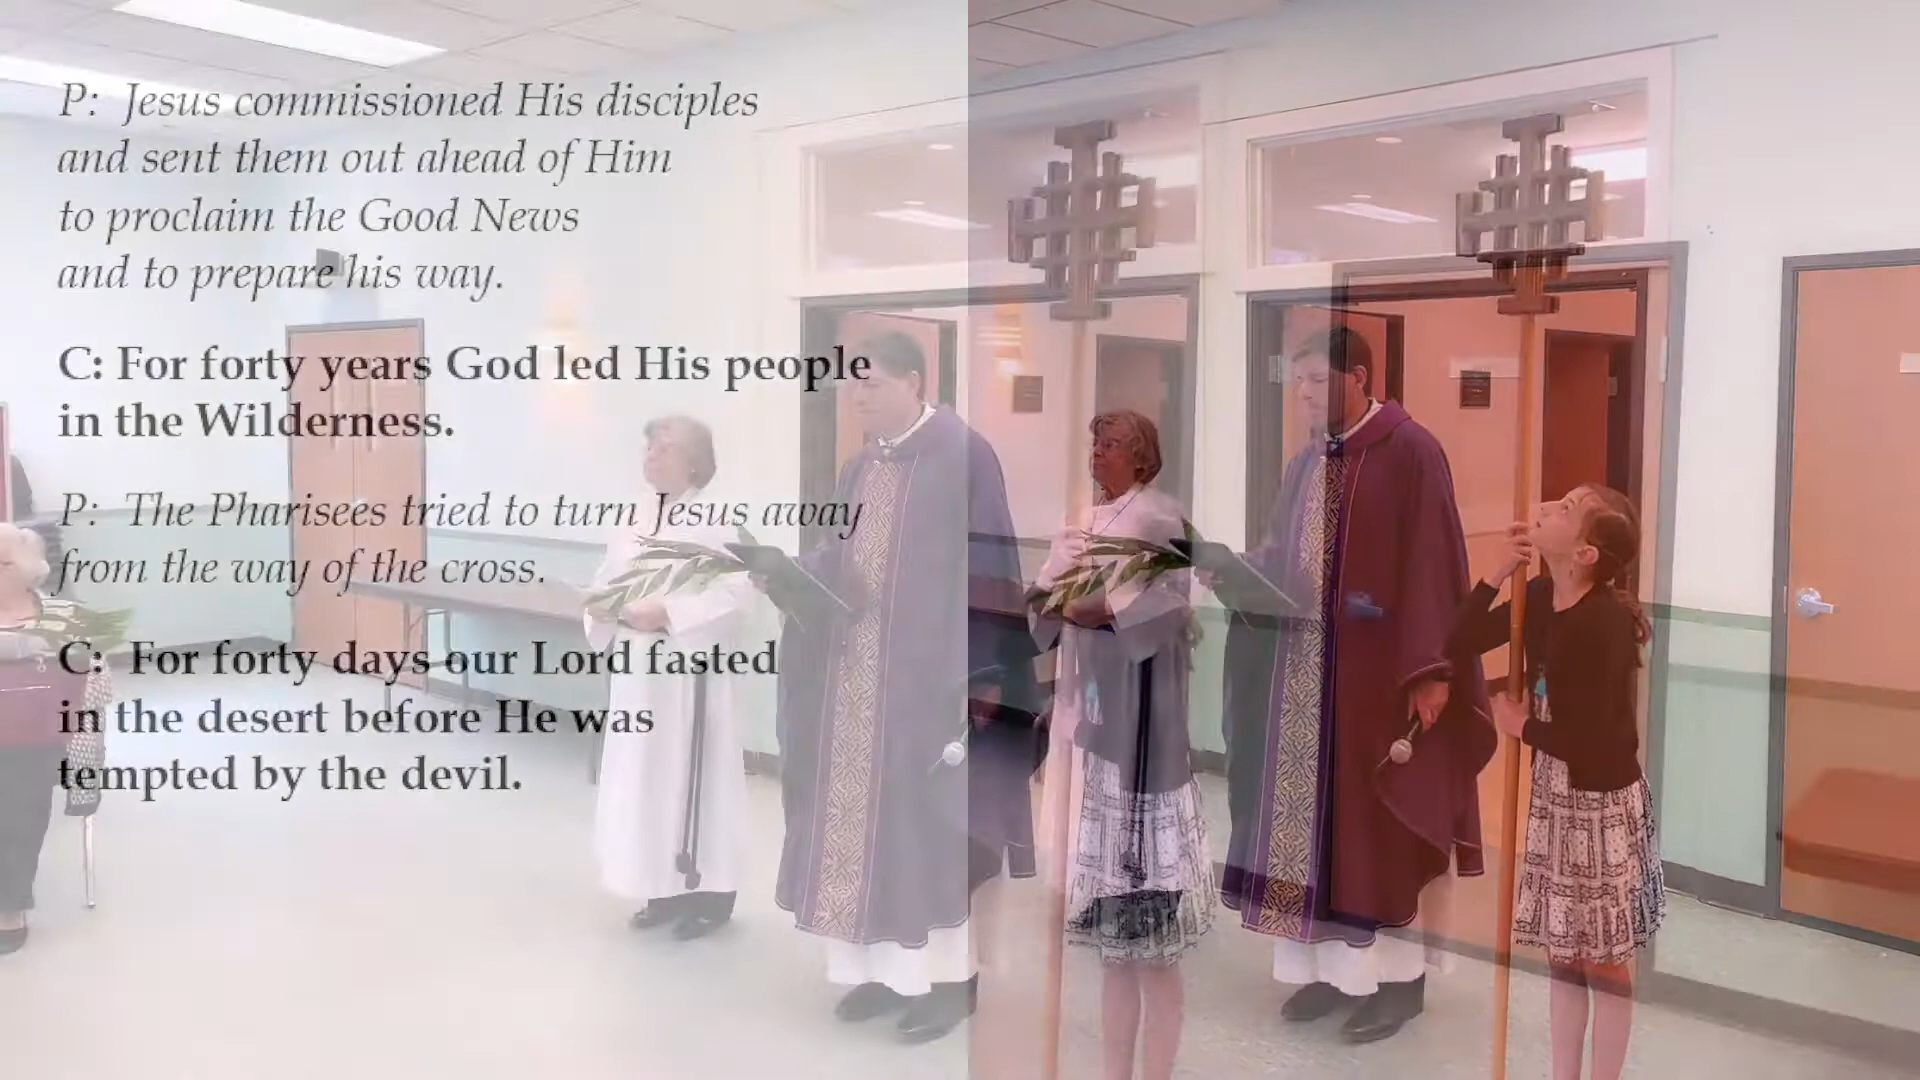 P: Jesus commissioned His disciples
and sent them out ahead of Him
to proclaim the Good News
and to prepare his way.
C: For forty years God led His people
in the Wilderness.
P: The Pharisees tried to turn Jesus away
from the way of the cross.
C: For forty days our Lord fasted
in the desert before He was
tempted by the devil.